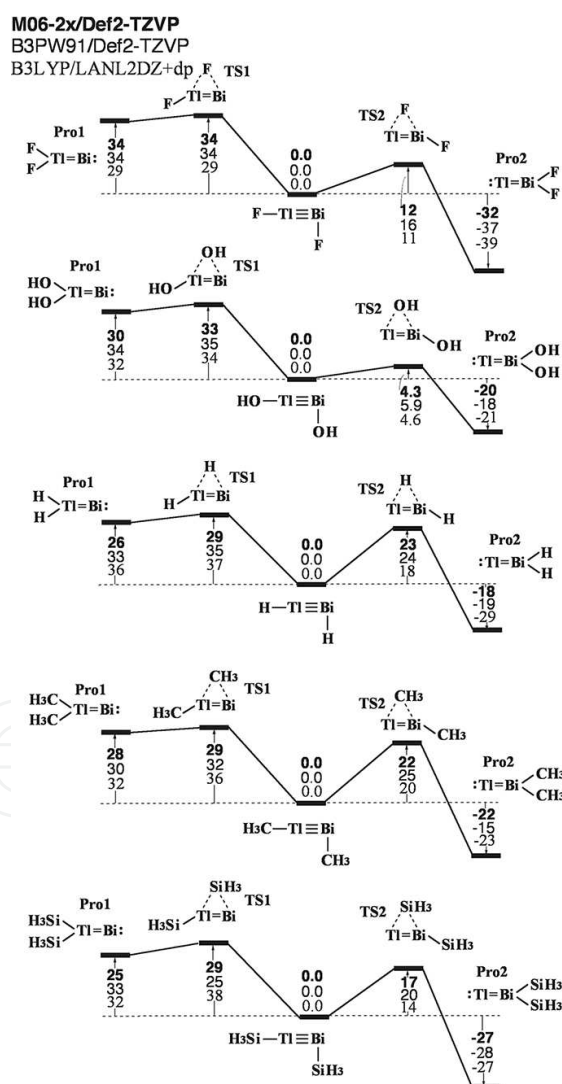 M06-2x/Def2-TZVP
B3PW91/Def2-TZVP
B3LYP/LANL2DZ+dp
F
TS1
F Tl=Bi
Pro1
F
F
Tl=Bi:
34
34
29
34
34
29
0.0
0.0
0.0
F—Tl≡Bi
F
TS2
F
Tl=Bi
F
12
16
11
Pro2
:Tl=Bi
F
F
-32
-37
-39
Pro1
HO
HO
Tl=Bi:
OH
HO Tl=Bi
TS1
30
34
32
33
35
34
0.0
0.0
0.0
HO—Tl≡Bi
OH
TS2
OH
Tl=Bi
OH
4.3
5.9
4.6
Pro2
:Tl=Bi
OH
OH
-20
-18
-21
Pro1
H
H
Tl=Bi:
H
H Tl=Bi
TS1
26
33
36
29
35
37
0.0
0.0
0.0
H—Tl≡Bi
H
TS2
H
Tl=Bi
H
23
24
18
Pro2
:Tl=Bi
H
H
-18
-19
-29
Pro1
H3C
H3C
Tl=Bi:
CH3
H3C Tl=Bi
TS1
28
30
32
29
32
36
0.0
0.0
0.0
H3C—Tl≡Bi
CH3
TS2
CH3
Tl=Bi
CH3
22
25
20
Pro2
:Tl=Bi
CH3
CH3
-22
-15
-23
Pro1
H3Si
H3Si
Tl=Bi:
SiH3
H3Si Tl=Bi
TS1
25
33
32
29
25
38
0.0
0.0
0.0
H3Si—Tl≡Bi
SiH3
TS2
SiH3
Tl=Bi
SiH3
17
20
14
Pro2
:Tl=Bi
SiH3
SiH3
-27
-28
-27